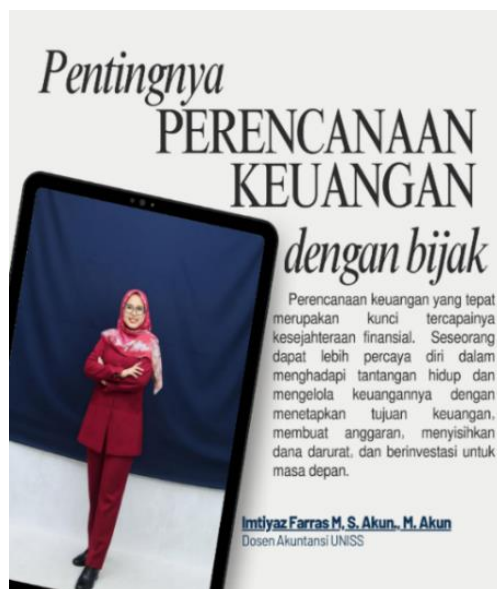 Pentingnya
PERENCANAAN
KEUANGAN
dengan bijak
Perencanaan keuangan yang tepat
merupakan kunci tercapainya
kesejahteraan finansial. Seseorang
dapat lebih percaya diri dalam
menghadapi tantangan hidup dan
mengelola keuangannya dengan
menetapkan tujuan keuangan,
membuat anggaran, menyisihkan
dana darurat, dan berinvestasi untuk
masa depan.
Imtiyaz Farras M, S. Akun., M. Akun
Dosen Akuntansi UNISS